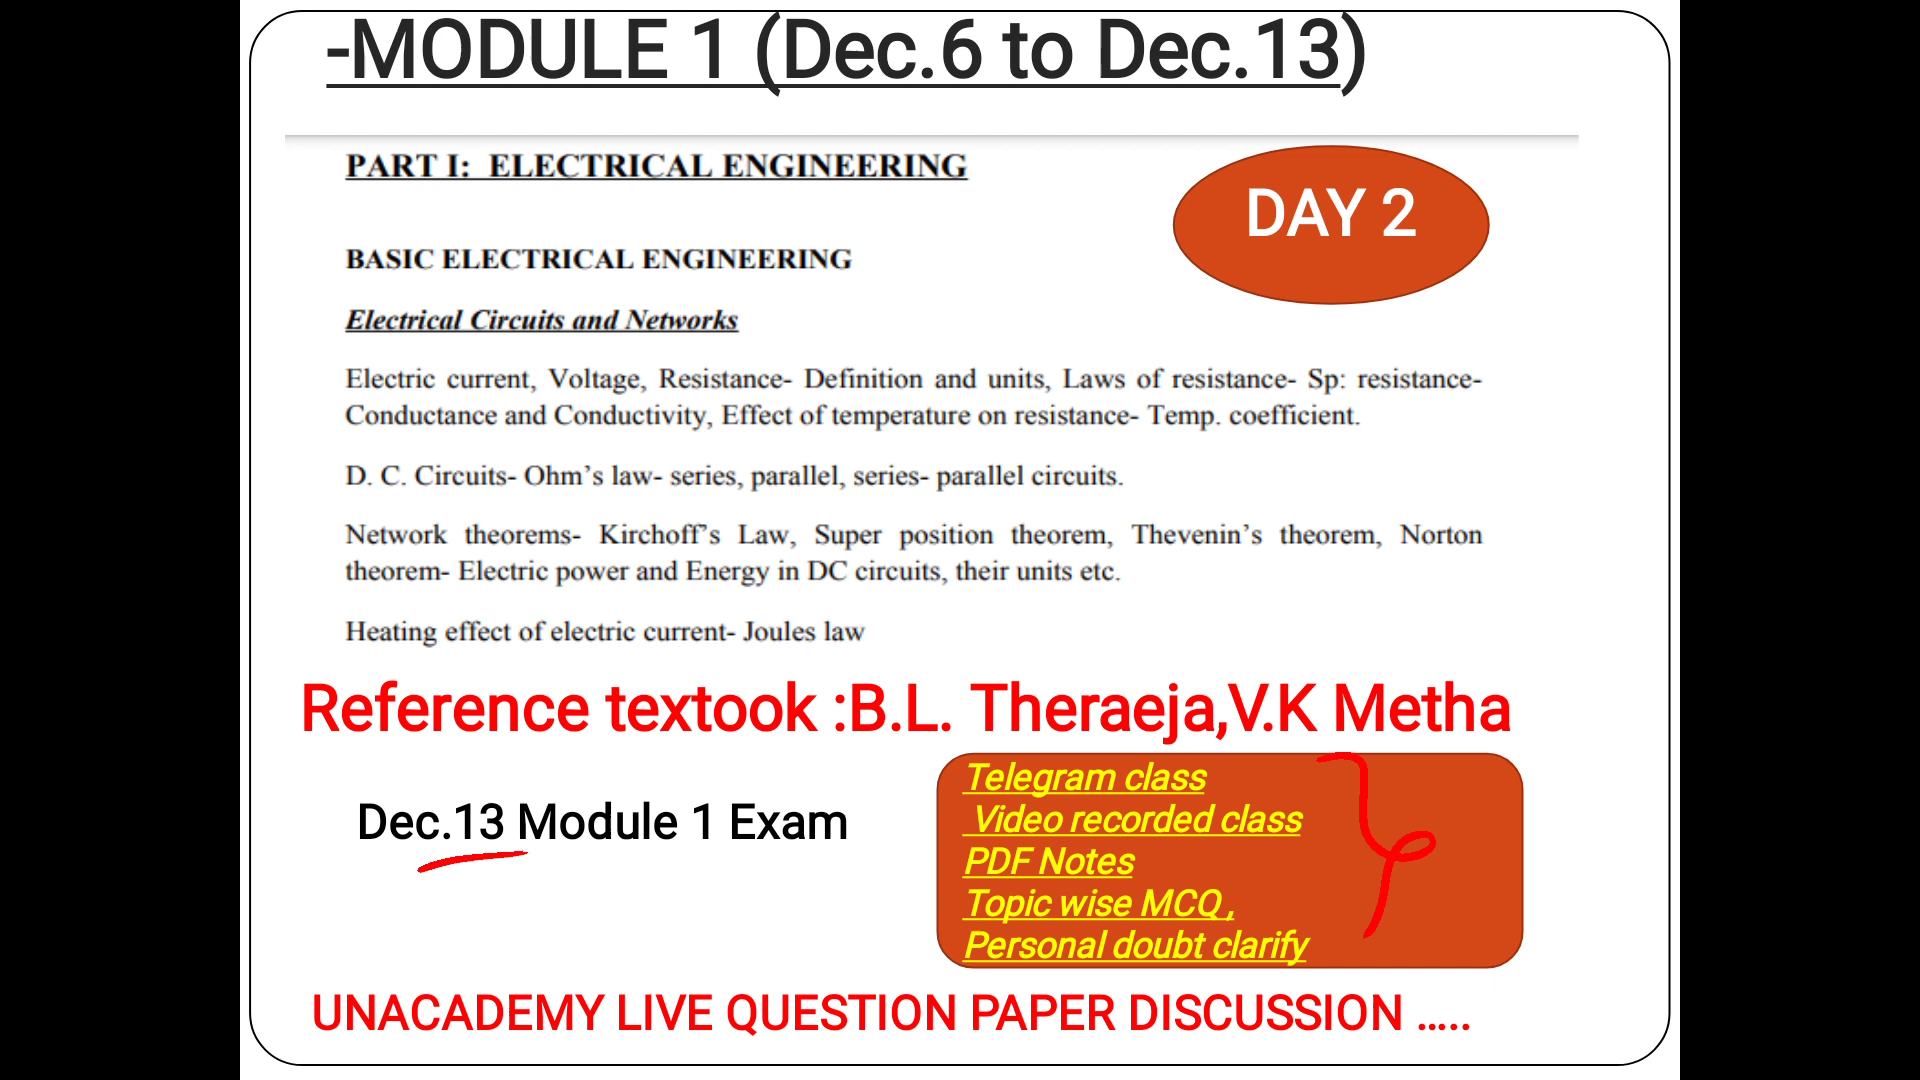 -MODULE 1 (Dec.6 to Dec.13)
PART I: ELECTRICAL ENGINEERING
DAY 2
BASIC ELECTRICAL ENGINEERING
Electrical Circuits and Networks
Electric current, Voltage, Resistance- Definition and units, Laws of resistance- Sp: resistance-
Conductance and Conductivity, Effect of temperature on resistance- Temp. coefficient.
D. C. Circuits- Ohm’s law- series, parallel, series- parallel circuits.
Network theorems- Kirchoff’s Law, Super position theorem, Thevenin’s theorem, Norton
theorem- Electric power and Energy in DC circuits, their units etc.
Heating effect of electric current- Joules law
Reference textook :B.L. Theraeja,V.K Metha
Dec.13 Module 1 Exam
Telegram class
Video recorded class
PDF Notes
Topic wise MCQ ,
Personal doubt clarify
UNACADEMY LIVE QUESTION PAPER DISCUSSION …..